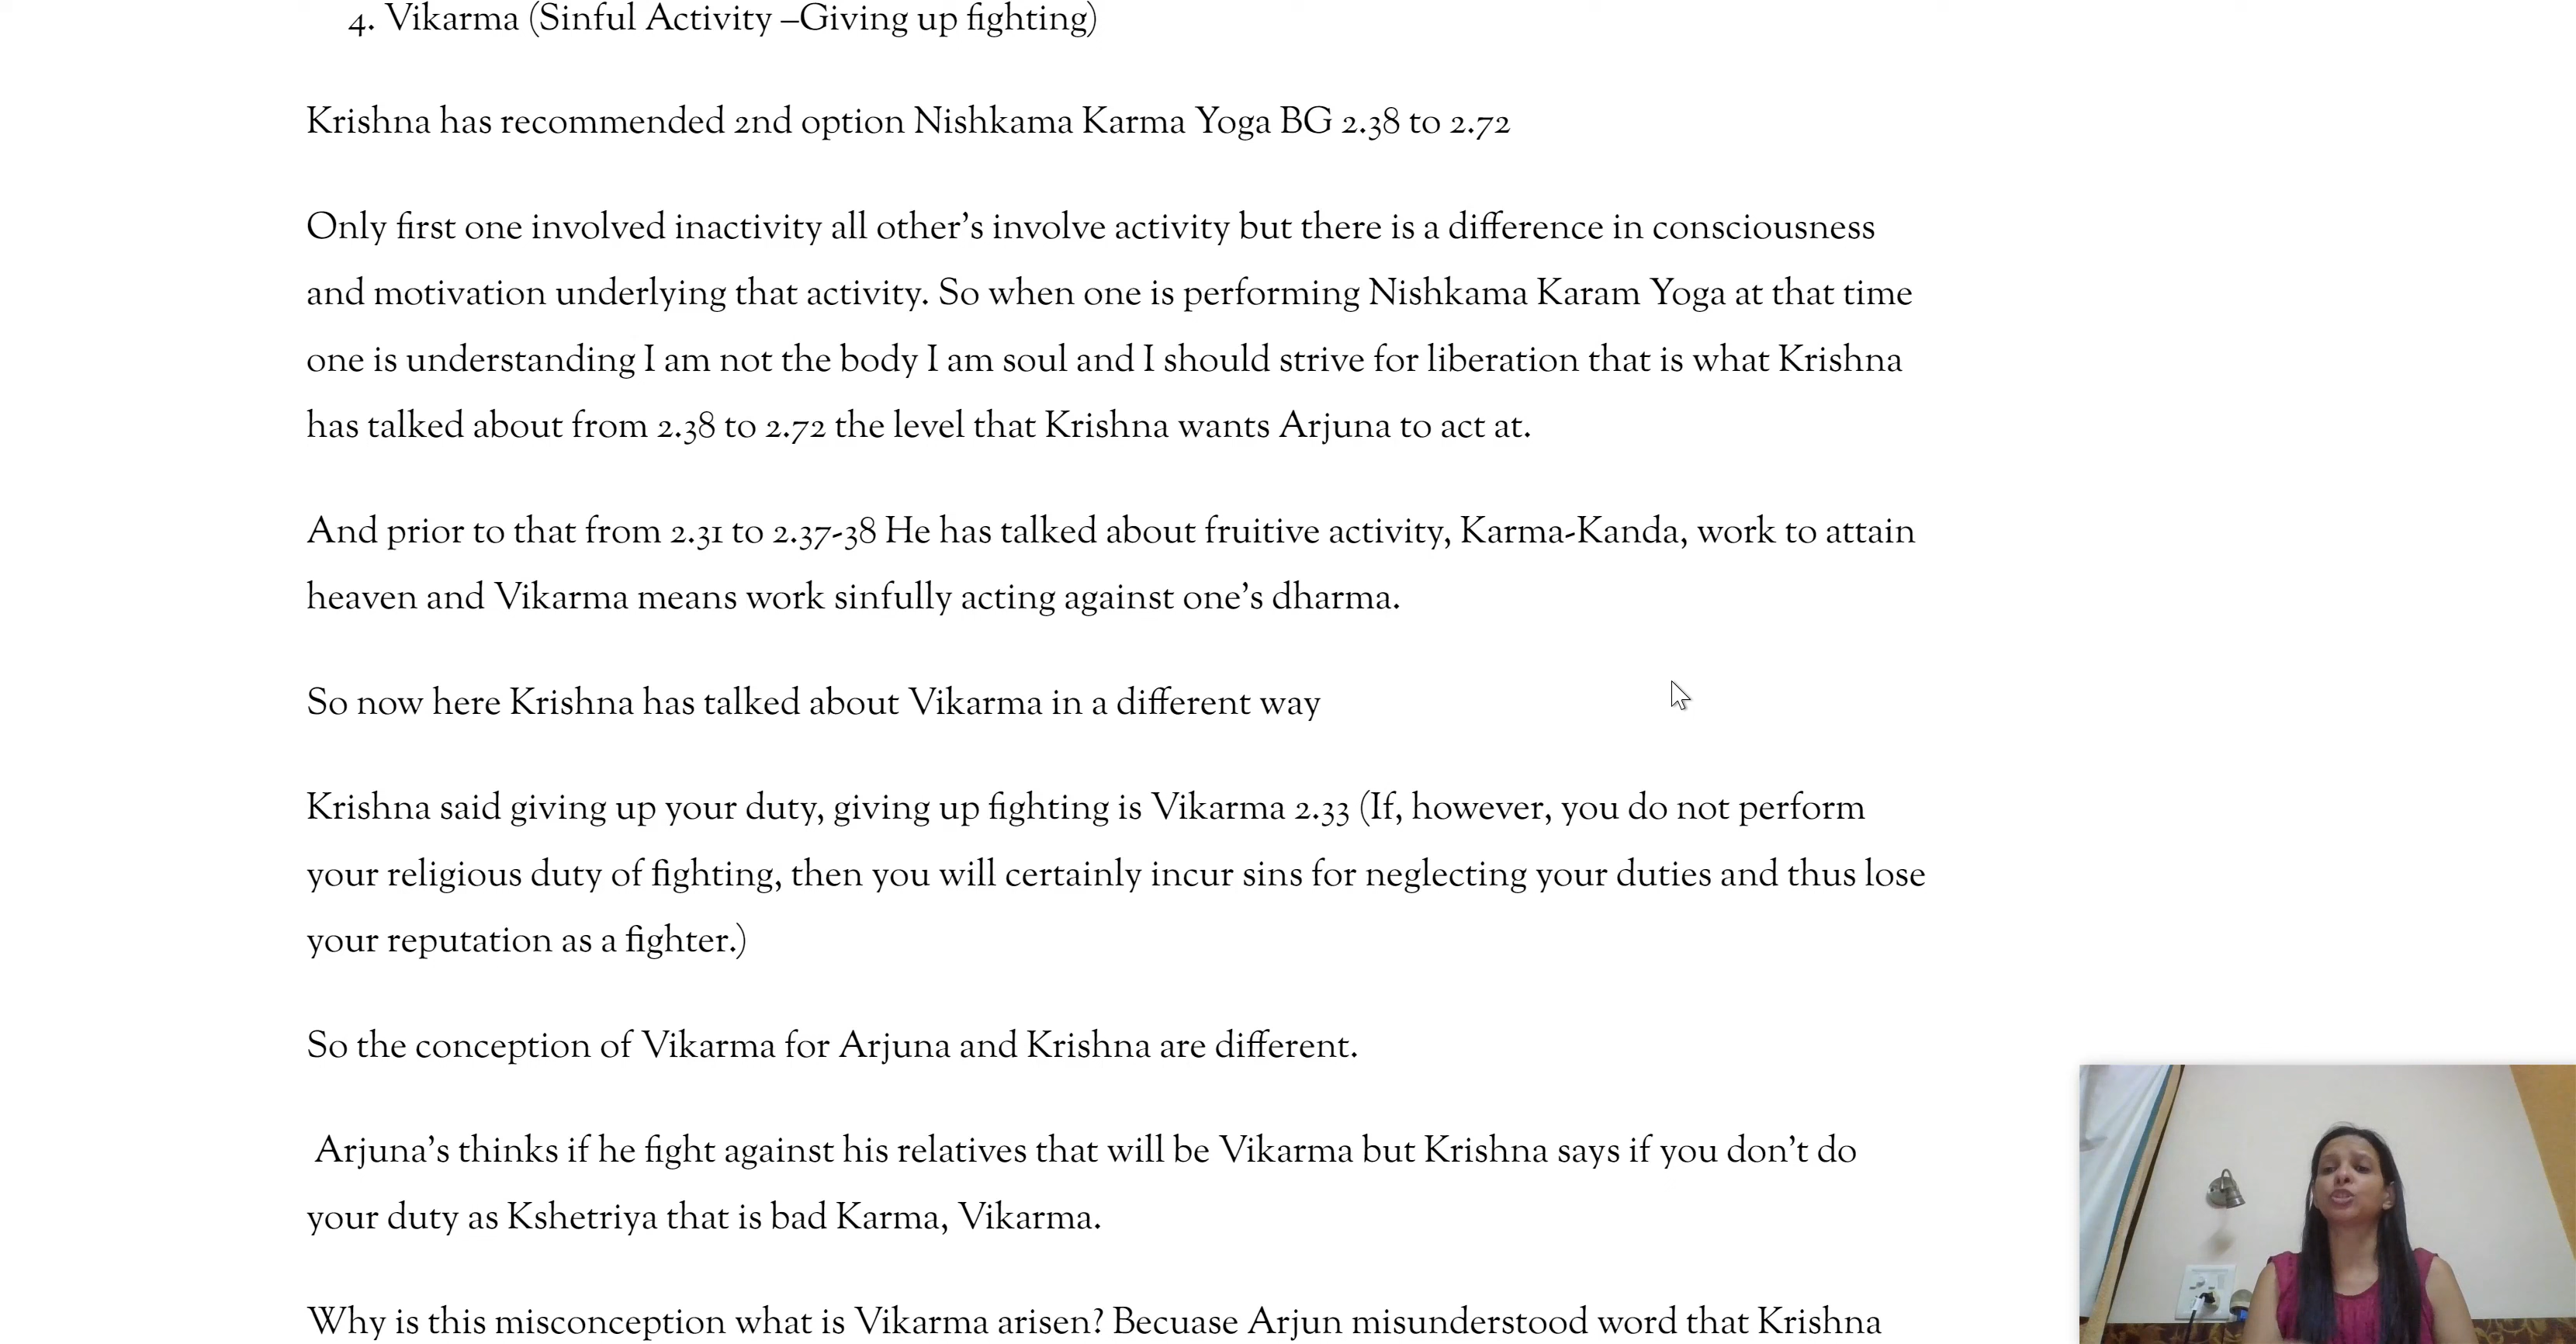 4. Vikarma (Sinful Activity –Giving up fighting)
Krishna has recommended 2nd option Nishkama Karma Yoga BG 2.38 to 2.72
Only first one involved inactivity all other’s involve activity but there is a difference in consciousness
and motivation underlying that activity. So when one is performing Nishkama Karam Yoga at that time
one is understanding I am not the body I am soul and I should strive for liberation that is what Krishna
has talked about from 2.38 to 2.72 the level that Krishna wants Arjuna to act at.
And prior to that from 2.31 to 2.37-38 He has talked about fruitive activity, Karma-Kanda, work to attain
heaven and Vikarma means work sinfully acting against one’s dharma.
So now here Krishna has talked about Vikarma in a different way
Krishna said giving up your duty, giving up fighting is Vikarma 2.33 (If, however, you do not perform
your religious duty of fighting, then you will certainly incur sins for neglecting your duties and thus lose
your reputation as a fighter.)
So the conception of Vikarma for Arjuna and Krishna are different.
Arjuna’s thinks if he fight against his relatives that will be Vikarma but Krishna says if you don’t do
your duty as Kshetriya that is bad Karma, Vikarma.
Why is this misconception what is Vikarma arisen? Becuase Arjun misunderstood word that Krishna